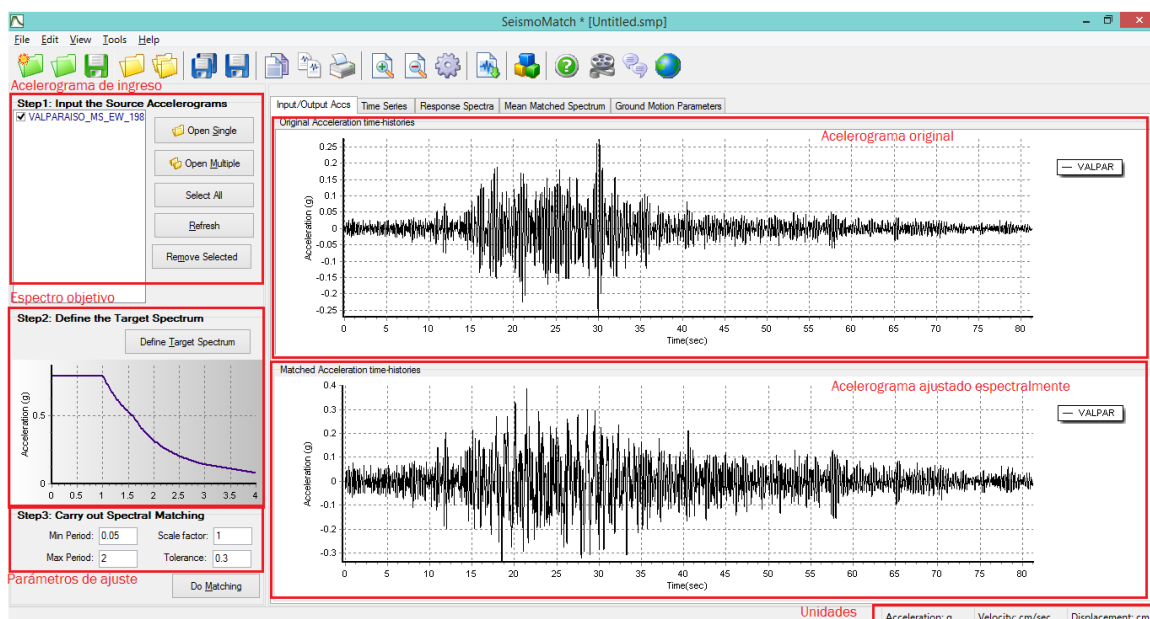 SeismoMatch * [Untitled.smp]
File Edit View Tools Help
Acelerograma de ingreso
Step1: Input the Source Accelerograms
VALPARAISO_MS_EW_198
Open Single
Open Multiple
Select All
Refresh
Remove Selected
Espectro objetivo
Step2: Define the Target Spectrum
Define Target Spectrum
Acceleration (g)
0.5
0
0 0.5 1 1.5 2 2.5 3 3.5 4
Step3: Carry out Spectral Matching
Min Period: 0.05 Scale factor: 1
Max Period: 2 Tolerance: 0.3
Parámetros de ajuste
Do Matching
Input/Output Accs Time Series Response Spectra Mean Matched Spectrum Ground Motion Parameters
Original Acceleration time-histories
Acelerograma original
VALPAR
Acceleration (g)
0.25
0.2
0.15
0.1
0.05
0
-0.05
-0.1
-0.15
-0.2
-0.25
0 5 10 15 20 25 30 35 40 45 50 55 60 65 70 75 80
Time(sec)
Matched Acceleration time-histories
Acelerograma ajustado espectralmente
VALPAR
Acceleration (g)
0.4
0.3
0.2
0.1
0
-0.1
-0.2
-0.3
0 5 10 15 20 25 30 35 40 45 50 55 60 65 70 75 80
Time(sec)
Unidades
Acceleration: g Velocity: cm/sec Displacement: cm